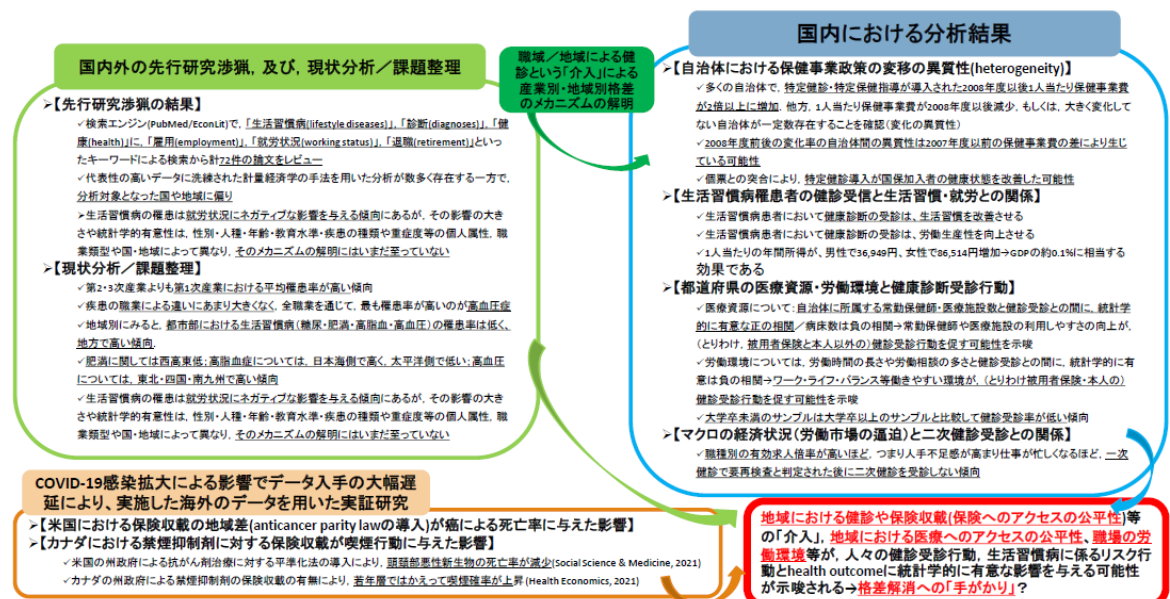 国内外の先行研究渉猟, 及び, 現状分析／課題整理
➤【先行研究渉猟の結果】
✓検索エンジン(PubMed/EconLit)で, 「生活習慣病(lifestyle diseases)」, 「診断(diagnoses)」, 「健
康(health)」に, 「雇用(employment)」, 「就労状況(working status)」, 「退職(retirement)」といっ
たキーワードによる検索から計72件の論文をレビュー
✓代表性の高いデータに洗練された計量経済学の手法を用いた分析が数多く存在する一方で,
分析対象となった国や地域に偏り
➤生活習慣病の罹患は就労状況にネガティブな影響を与える傾向にあるが, その影響の大き
さや統計学的有意性は, 性別・人種・年齢・教育水準・疾患の種類や重症度等の個人属性, 職
業類型や国・地域によって異なり, そのメカニズムの解明にはいまだ至っていない
➤【現状分析／課題整理】
✓第2・3次産業よりも第1次産業における平均罹患率が高い傾向
✓疾患の職業による違いにあまり大きくなく, 全職業を通じて, 最も罹患率が高いのが高血圧症
✓地域別にみると, 都市部における生活習慣病(糖尿・肥満・高脂血・高血圧)の罹患率は低く,
地方で高い傾向.
✓肥満に関しては西高東低；高脂血症については, 日本海側で高く, 太平洋側で低い；高血圧
については, 東北・四国・南九州で高い傾向
✓生活習慣病の罹患は就労状況にネガティブな影響を与える傾向にあるが, その影響の大き
さや統計学的有意性は, 性別・人種・年齢・教育水準・疾患の種類や重症度等の個人属性, 職
業類型や国・地域によって異なり, そのメカニズムの解明にはいまだ至っていない
職域／地域による健
診という「介入」による
産業別・地域別格差
のメカニズムの解明
国内における分析結果
➤【自治体における保健事業政策の変移の異質性(heterogeneity)】
✓多くの自治体で, 特定健診・特定保健指導が導入された2008年度以後1人当たり保健事業費
が2倍以上に増加. 他方, 1人当たり保健事業費が2008年度以後減少, もしくは, 大きく変化して
ない自治体が一定数存在することを確認(変化の異質性)
✓2008年度前後の変化率の自治体間の異質性は2007年度以前の保健事業費の差により生
じている可能性
✓個票との突合により, 特定健診導入が国保加入者の健康状態を改善した可能性
➤【生活習慣病罹患者の健診受信と生活習慣・就労との関係】
✓生活習慣病患者において健康診断の受診は、生活習慣を改善させる
✓生活習慣病患者において健康診断の受診は、労働生産性を向上させる
✓1人当たりの年間所得が、男性で36,949円、女性で86,514円増加→GDPの約0.1%に相当する
効果である
➤【都道府県の医療資源・労働環境と健康診断受診行動】
✓医療資源について：自治体に所属する常勤保健師・医療施設数と健診受診との間に、統計学
的に有意な正の相関／病床数は負の相関→常勤保健師や医療施設の利用しやすさの向上が、
(とりわけ、被用者保険と本人以外の)健診受診行動を促す可能性を示唆
✓労働環境については、労働時間の長さや労働相談の多さと健診受診との間に、統計学的に有
意は負の相関→ワーク・ライフ・バランス等働きやすい環境が、(とりわけ被用者保険・本人の)
健診受診行動を促す可能性を示唆
✓大学卒未満のサンプルは大学卒以上のサンプルと比較して健診受診率が低い傾向
➤【マクロの経済状況(労働市場の逼迫)と二次健診受診との関係】
✓職種別の有効求人倍率が高いほど、つまり人手不足感が高まり仕事が忙しくなるほど、一次
健診で要再検査と判定された後に二次健診を受診しない傾向
COVID-19感染拡大による影響でデータ入手の大幅遅
延により、実施した海外のデータを用いた実証研究
➤【米国における保険収載の地域差(anticancer parity lawの導入)が癌による死亡率に与えた影響】
➤【カナダにおける禁煙抑制剤に対する保険収載が喫煙行動に与えた影響】
✓米国の州政府による抗がん剤治療に対する平準化法の導入により, 頭頸部悪性新生物の死亡率が減少(Social Science & Medicine, 2021)
✓カナダの州政府による禁煙抑制剤の保険収載の有無により, 若年層ではかえって喫煙確率が上昇(Health Economics, 2021)
地域における健診や保険収載(保険へのアクセスの公平性)等
の「介入」, 地域における医療へのアクセスの公平性、職場の労
働環境等が、人々の健診受診行動、生活習慣病に係るリスク行
動とhealth outcomeに統計学的に有意な影響を与える可能性
が示唆される→格差解消への「手がかり」？